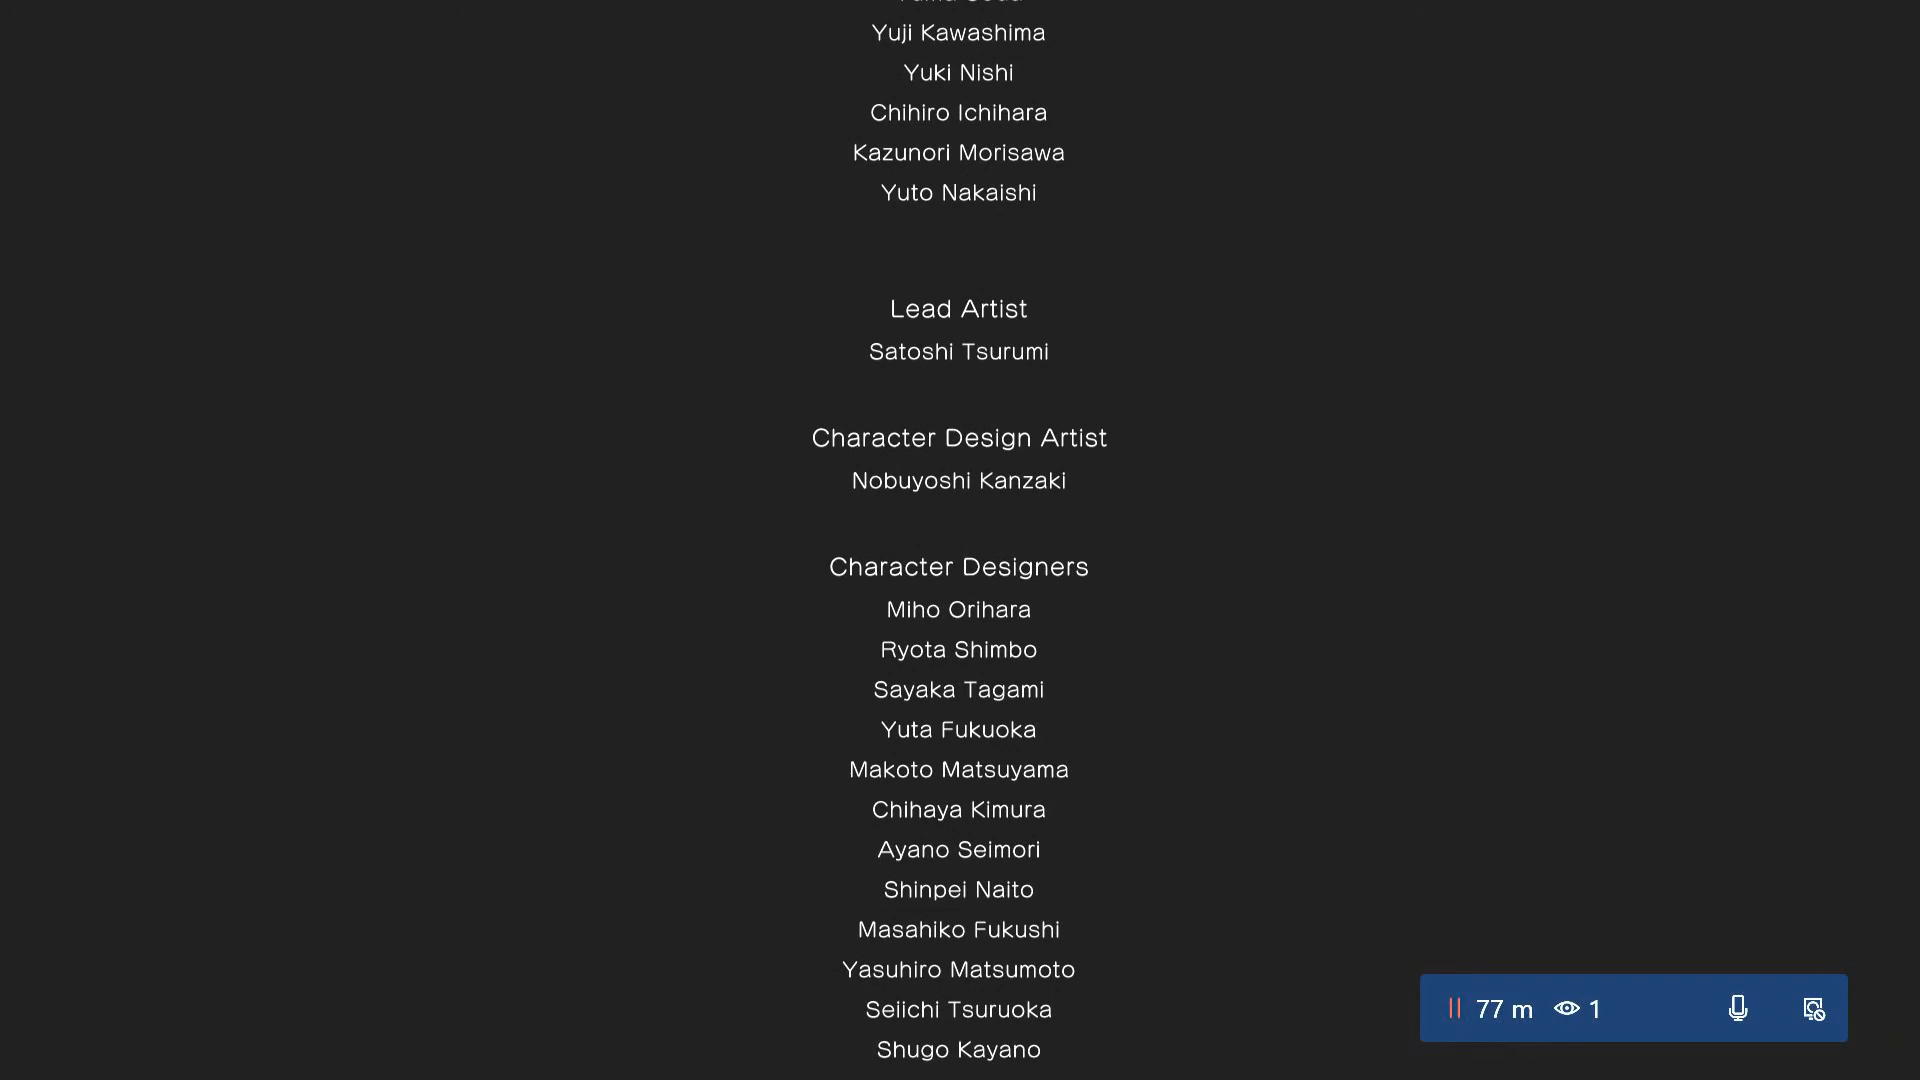 Yuji Kawashima
Yuki Nishi
Chihiro Ichihara
Kazunori Morisawa
Yuto Nakaishi
Lead Artist
Satoshi Tsurumi
Character Design Artist
Nobuyoshi Kanzaki
Character Designers
Miho Orihara
Ryota Shimbo
Sayaka Tagami
Yuta Fukuoka
Makoto Matsuyama
Chihaya Kimura
Ayano Seimori
Shinpei Naito
Masahiko Fukushi
Yasuhiro Matsumoto
Seiichi Tsuruoka
Shugo Kayano
77 m 1